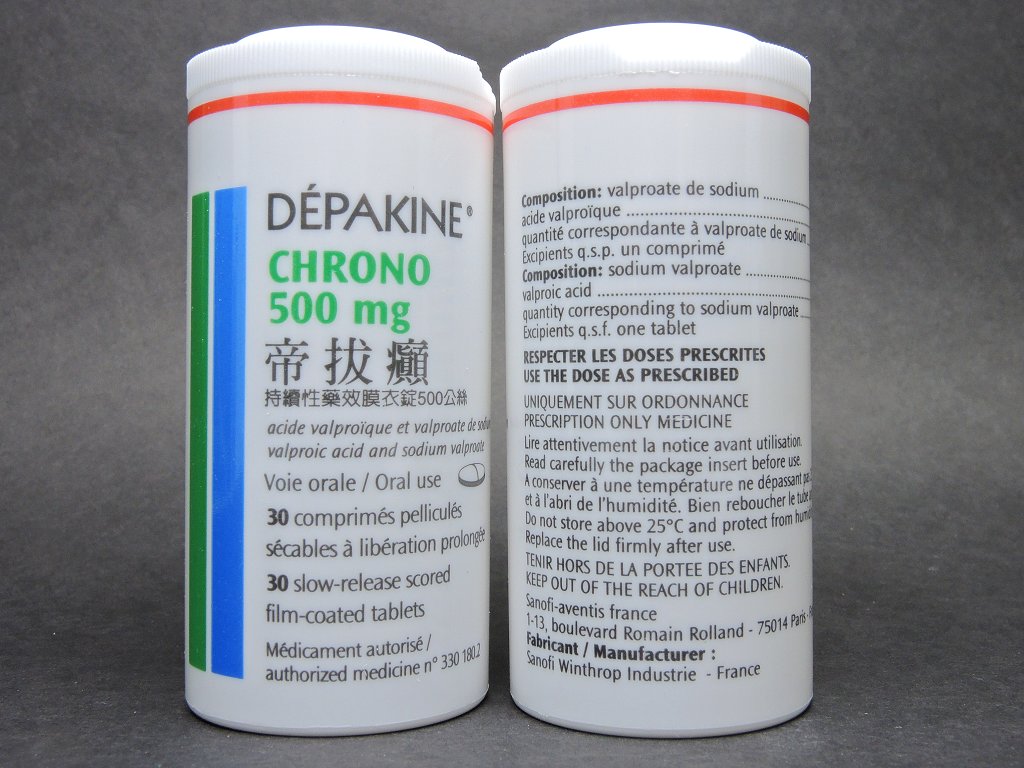 DÉPAKINE®
CHRONO
500 mg
帝拔癲
持續性藥效膜衣錠500公絲
acide valproïque et valproate de
valproic acid and sodium valproate
Voie orale / Oral use
30 comprimés pelliculés
sécables à libération prolongée
30 slow-release scored
film-coated tablets
Médicament autorisé /
authorized medicine n° 330 180.2
Composition: valproate de sodium
acide valproïque
quantité correspondante à valproate de sodium
Excipients q.s.p. un comprimé
Composition: sodium valproate
valproic acid
quantity corresponding to sodium valproate
Excipients q.s.f. one tablet
RESPECTER LES DOSES PRESCRITES
USE THE DOSE AS PRESCRIBED
UNIQUEMENT SUR ORDONNANCE
PRESCRIPTION ONLY MEDICINE
Lire attentivement la notice avant utilisation.
Read carefully the package insert before use.
A conserver à une température ne dépassant pas
et à l'abri de l'humidité. Bien reboucher le tube
Do not store above 25°C and protect from
Replace the lid firmly after use.
TENIR HORS DE LA PORTEE DES ENFANTS.
KEEP OUT OF THE REACH OF CHILDREN.
Sanofi-aventis france
1-13, boulevard Romain Rolland - 75014 Paris -
Fabricant / Manufacturer :
Sanofi Winthrop Industrie - France